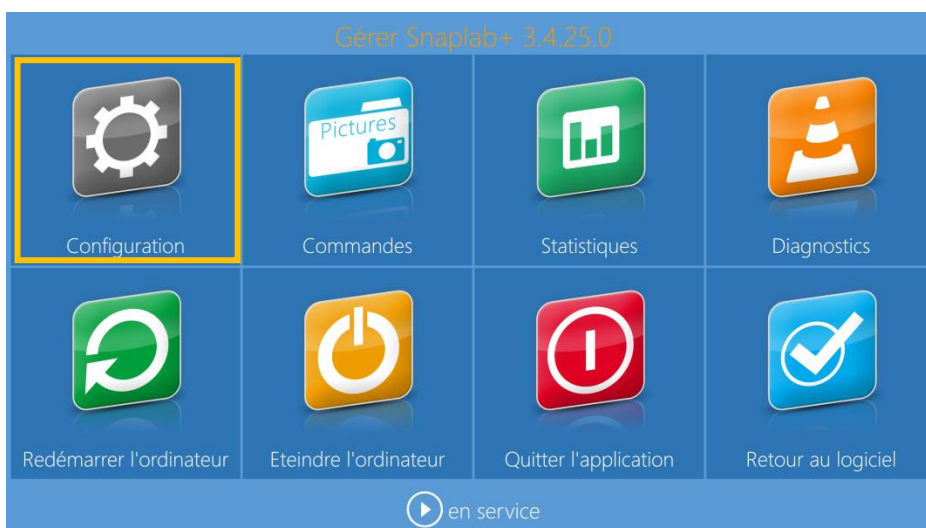 Gérer Snaplab+ 3.4.25.0
Pictures
Configuration
Commandes
Statistiques
Diagnostics
Redémarrer l'ordinateur
Eteindre l'ordinateur
Quitter l'application
Retour au logiciel
en service